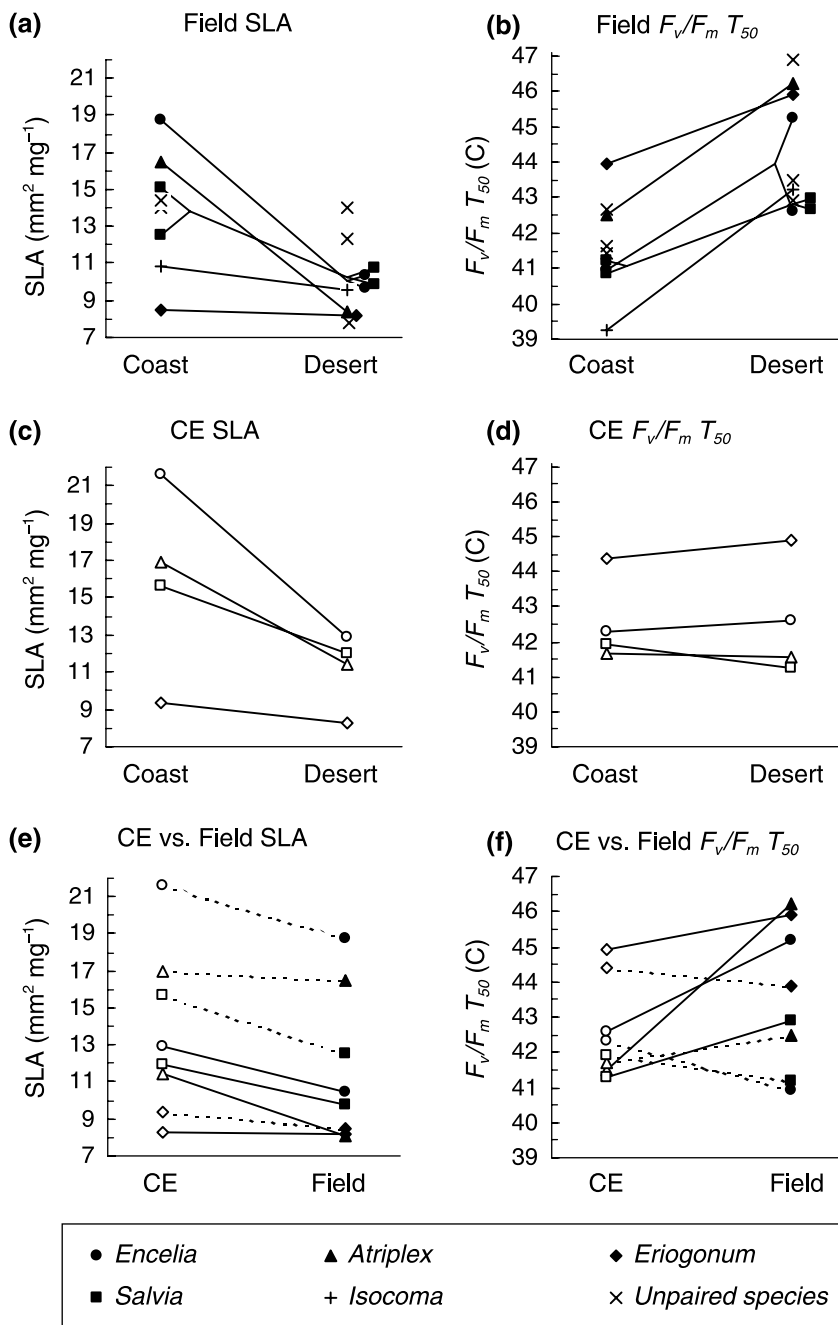 (a) Field SLA
SLA (mm² mg⁻¹)
21
19
17
15
13
11
9
7
Coast Desert
(b) Field Fv/Fm T50
Fv/Fm T50 (C)
47
46
45
44
43
42
41
40
39
Coast Desert
(c) CE SLA
SLA (mm² mg⁻¹)
21
19
17
15
13
11
9
7
Coast Desert
(d) CE Fv/Fm T50
Fv/Fm T50 (C)
47
46
45
44
43
42
41
40
39
Coast Desert
(e) CE vs. Field SLA
SLA (mm² mg⁻¹)
21
19
17
15
13
11
9
7
CE Field
(f) CE vs. Field Fv/Fm T50
Fv/Fm T50 (C)
47
46
45
44
43
42
41
40
39
CE Field
Encelia Atriplex Eriogonum
Salvia Isocoma Unpaired species